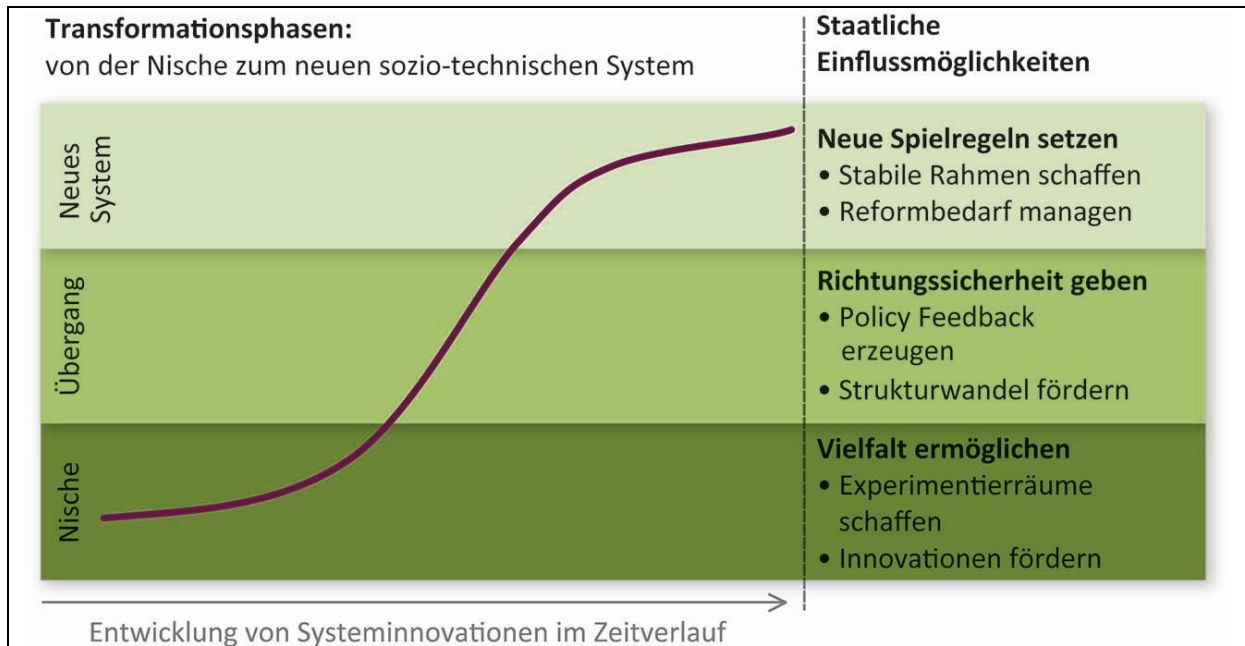 Transformationsphasen:
von der Nische zum neuen sozio-technischen System
Staatliche
Einflussmöglichkeiten
Neues
System
Neue Spielregeln setzen
• Stabile Rahmen schaffen
• Reformbedarf managen
Übergang
Richtungssicherheit geben
• Policy Feedback
erzeugen
• Strukturwandel fördern
Nische
Vielfalt ermöglichen
• Experimentierräume
schaffen
• Innovationen fördern
Entwicklung von Systeminnovationen im Zeitverlauf